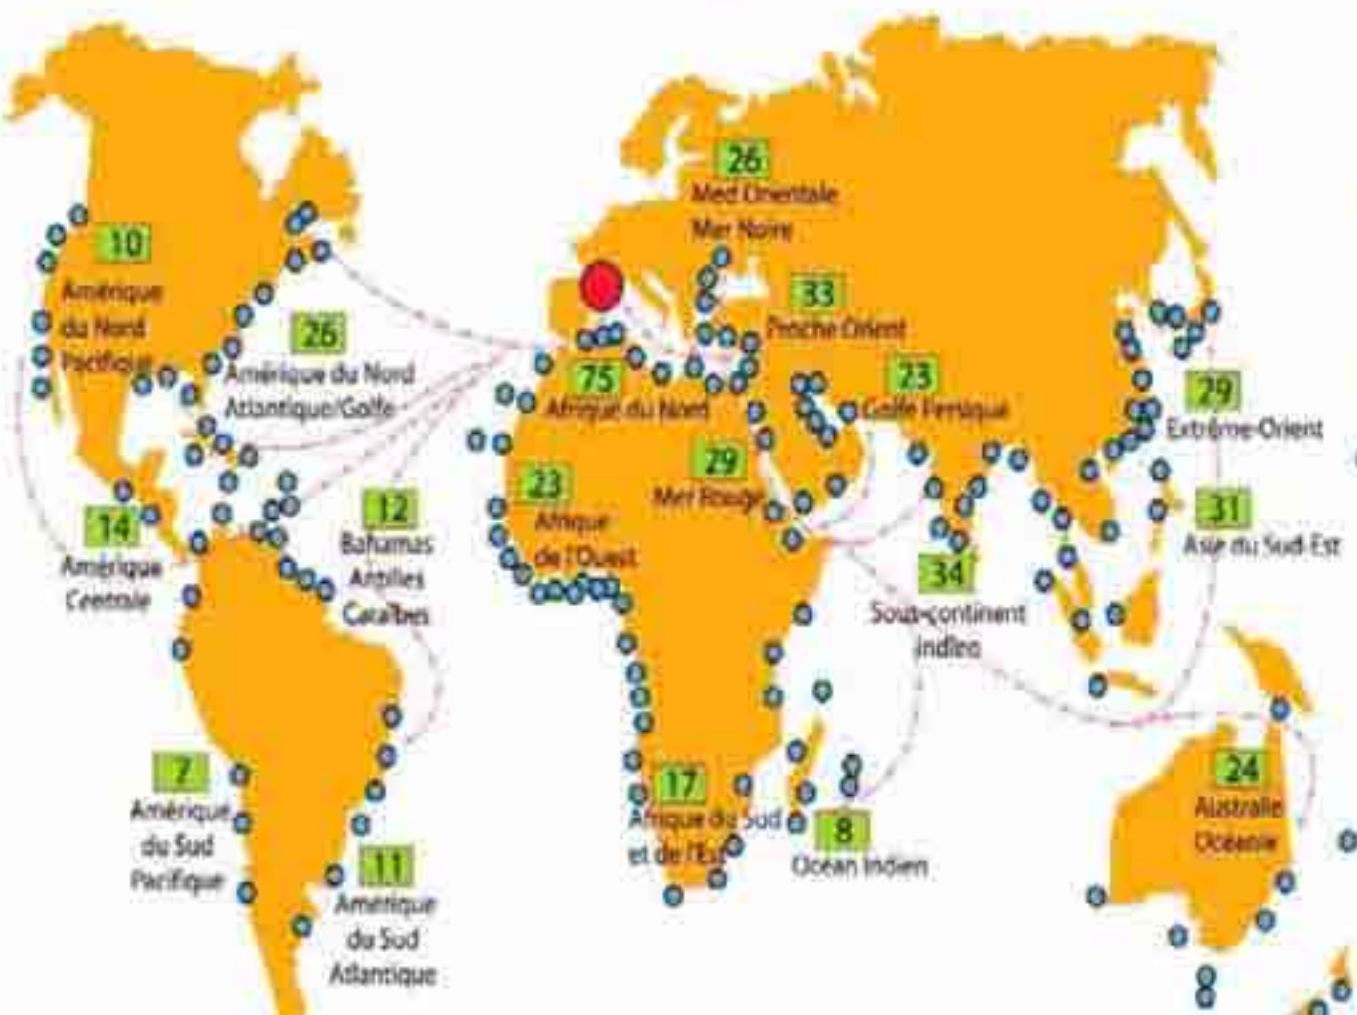 26
Med Orientale
Mer Noire
10
Amérique
du Nord
Pacifique
33
Proche Orient
26
Amérique du Nord
Atlantique/Golfe
75
Afrique du Nord
23
Golfe Persique
29
Extrême-Orient
29
Mer Rouge
23
Afrique
de l'Ouest
12
Bahamas
Antilles
Caraïbes
14
Amérique
Centrale
31
Asie du Sud-Est
34
Sous-continent
indien
7
Amérique
du Sud
Pacifique
17
Afrique du Sud
et de l'Est
24
Australie
Océanie
8
Océan Indien
11
Amérique
du Sud
Atlantique